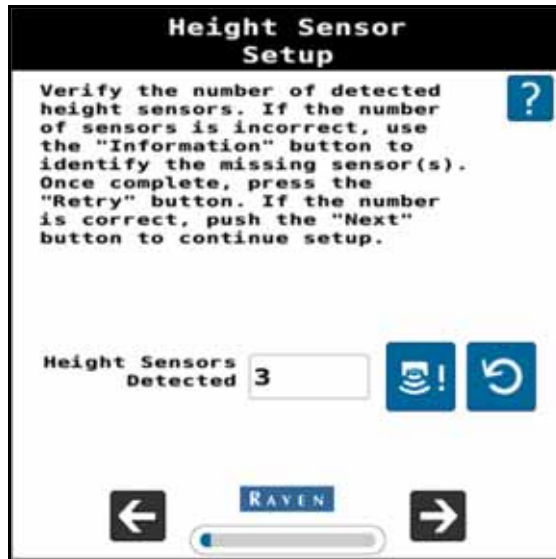 Height Sensor
Setup
Verify the number of detected
height sensors. If the number
of sensors is incorrect, use
the "Information" button to
identify the missing sensor(s).
Once complete, press the
"Retry" button. If the number
is correct, push the "Next"
button to continue setup.
?
Height Sensors
Detected 3
!
RAVEN